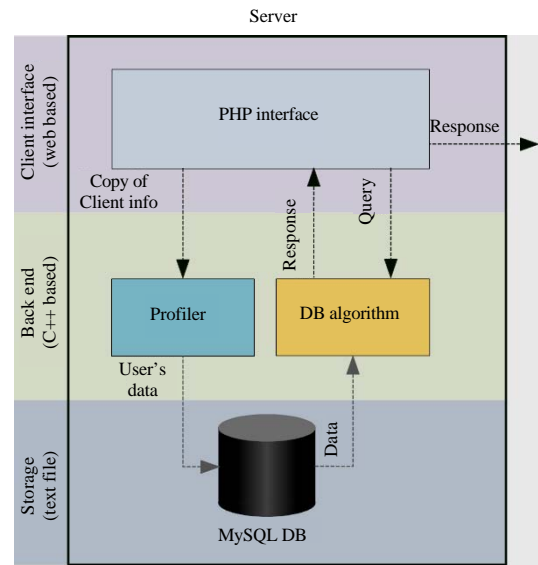 Server
Client interface
(web based)
PHP interface
Response
Copy of
Client info
Response
Query
Back end
(C++ based)
Profiler
DB algorithm
User's
data
Storage
(text file)
Data
MySQL DB